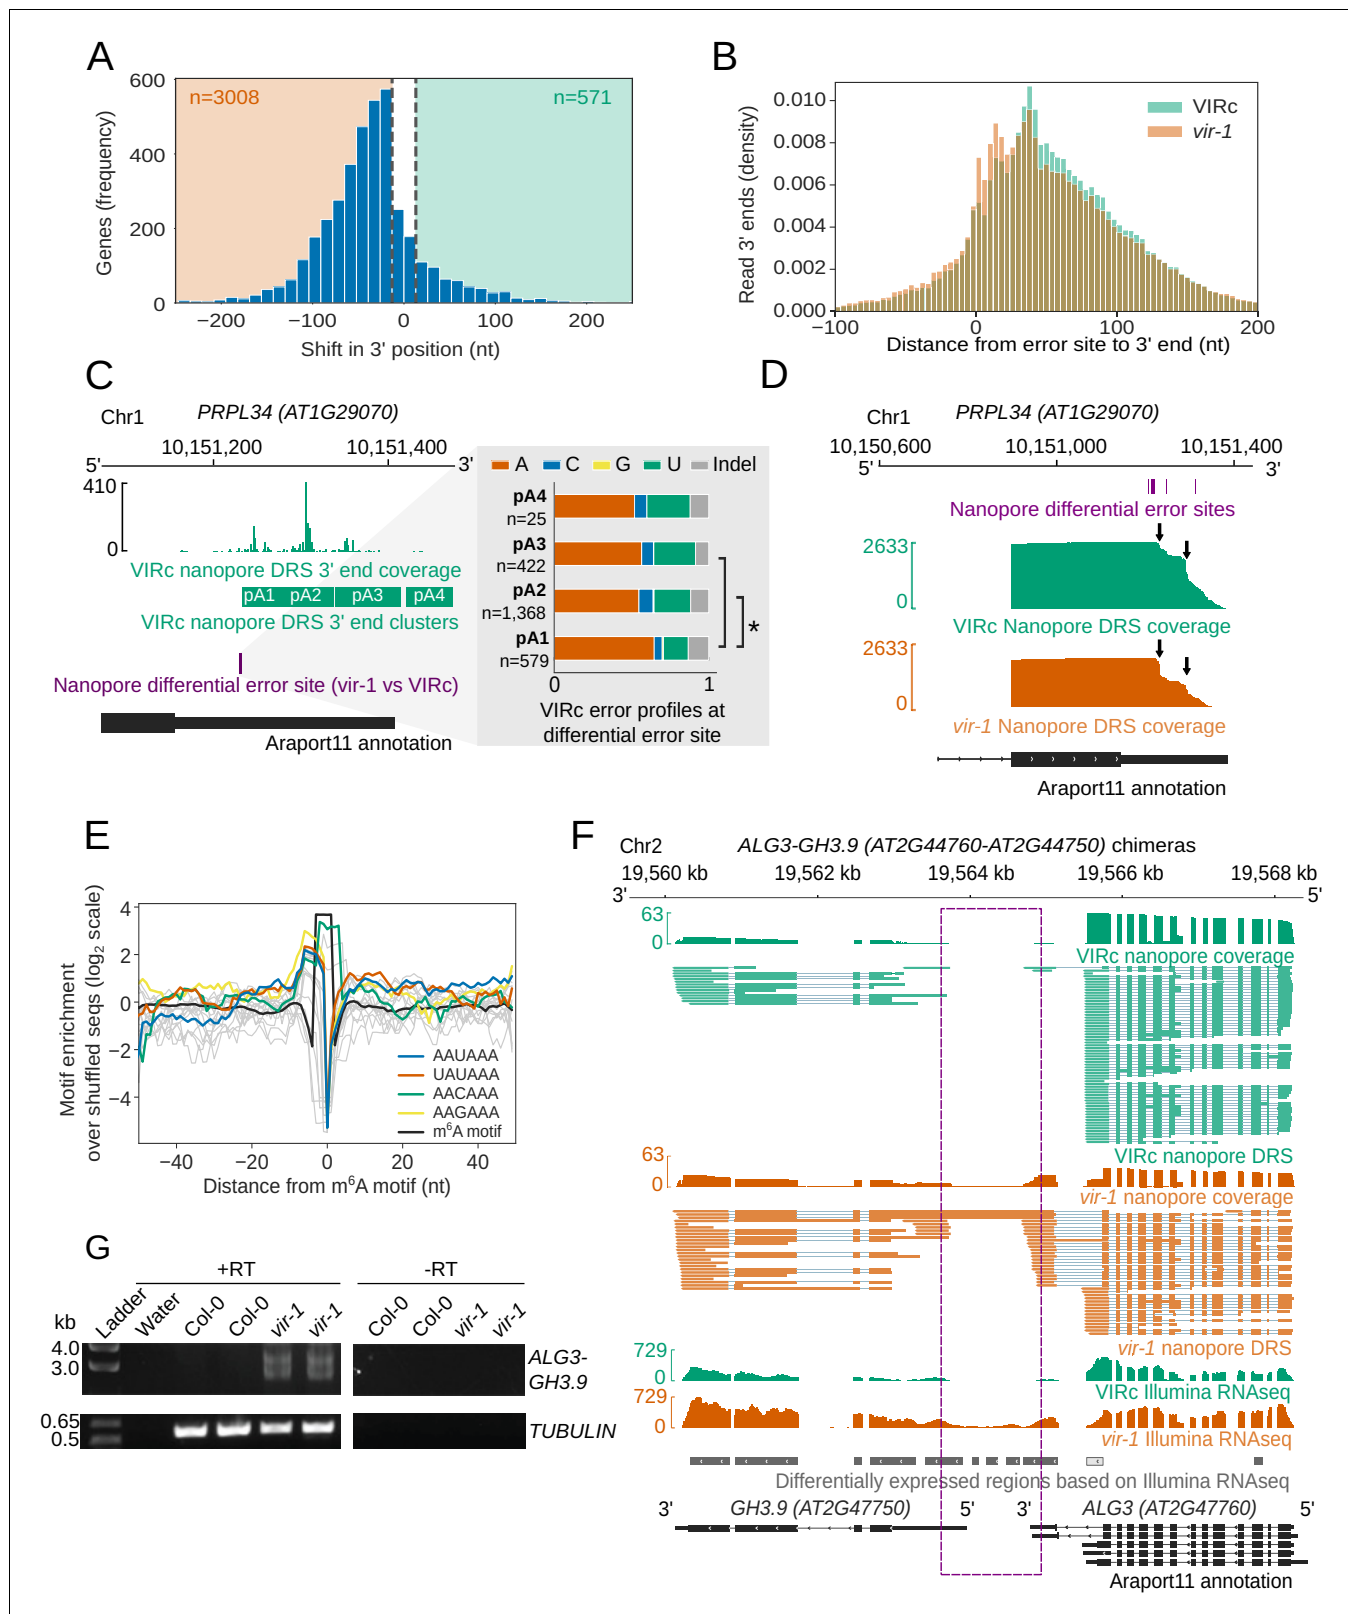 A
600
400
200
0
Genes (frequency)
n=3008
n=571
−200
−100
0
100
200
Shift in 3' position (nt)
B
0.010
0.008
0.006
0.004
0.002
0.000
Read 3' ends (density)
VIRc
vir-1
−100
0
100
200
Distance from error site to 3' end (nt)
C
Chr1
PRPL34 (AT1G29070)
10,151,200
10,151,400
5'
3'
410
0
VIRc nanopore DRS 3' end coverage
pA1 pA2 pA3 pA4
VIRc nanopore DRS 3' end clusters
Nanopore differential error site (vir-1 vs VIRc)
Araport11 annotation
A C G U Indel
pA4
n=25
pA3
n=422
pA2
n=1,368
pA1
n=579
*
0
1
VIRc error profiles at
differential error site
D
Chr1
PRPL34 (AT1G29070)
10,150,600
10,151,000
10,151,400
5'
3'
Nanopore differential error sites
2633
0
VIRc Nanopore DRS coverage
2633
0
vir-1 Nanopore DRS coverage
Araport11 annotation
E
Motif enrichment
over shuffled seqs (log2 scale)
4
2
0
−2
−4
AAUAAA
UAUAAA
AACAAA
AAGAAA
m⁶A motif
−40
−20
0
20
40
Distance from m⁶A motif (nt)
F
Chr2
ALG3-GH3.9 (AT2G44760-AT2G44750) chimeras
19,560 kb
19,562 kb
19,564 kb
19,566 kb
19,568 kb
3'
5'
63
0
VIRc nanopore coverage
VIRc nanopore DRS
63
0
vir-1 nanopore coverage
vir-1 nanopore DRS
729
0
VIRc Illumina RNAseq
729
0
vir-1 Illumina RNAseq
Differentially expressed regions based on Illumina RNAseq
3'
GH3.9 (AT2G47750)
5'
3'
ALG3 (AT2G47760)
5'
Araport11 annotation
G
+RT
-RT
kb
Ladder
Water
Col-0
Col-0
vir-1
vir-1
Col-0
Col-0
vir-1
vir-1
4.0
3.0
ALG3-
GH3.9
0.65
0.5
TUBULIN